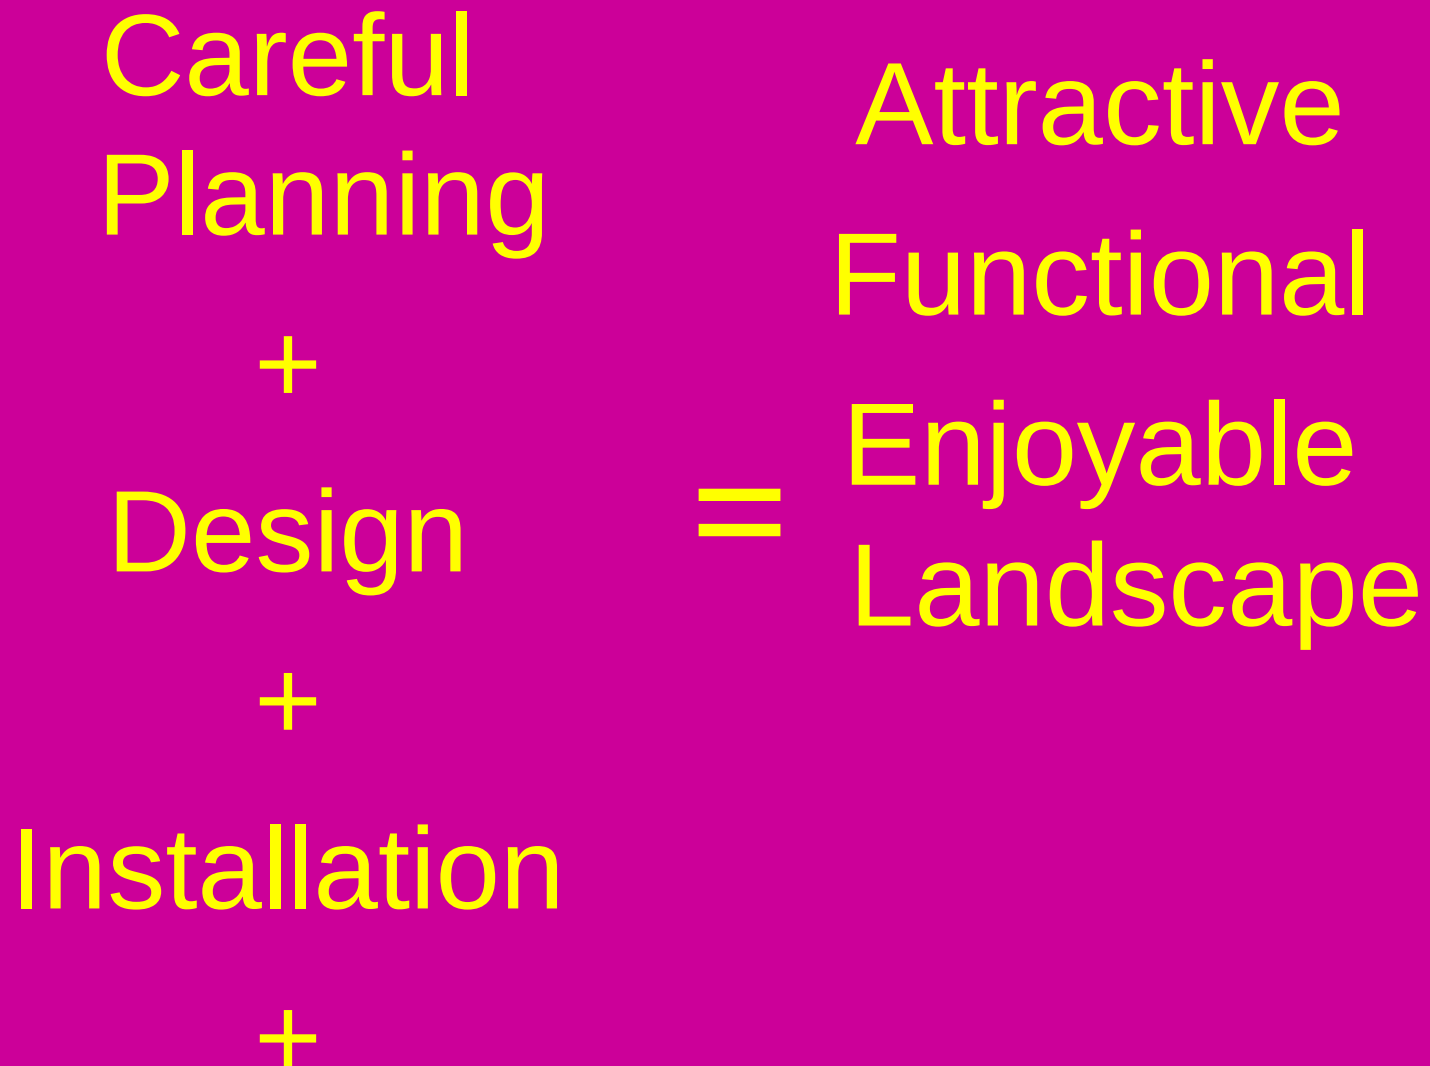 Careful
Planning
+
Design
+
Installation
+
=
Attractive
Functional
Enjoyable
Landscape